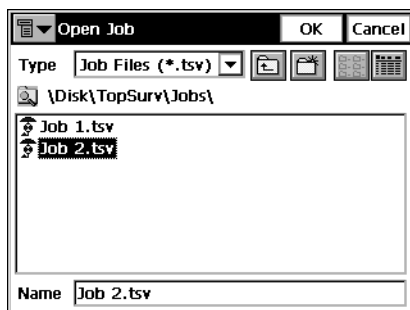 Open Job OK Cancel
Type Job Files (*.tsv)
\Disk\TopSurv\Jobs\
Job 1.tsv
Job 2.tsv
Name Job 2.tsv